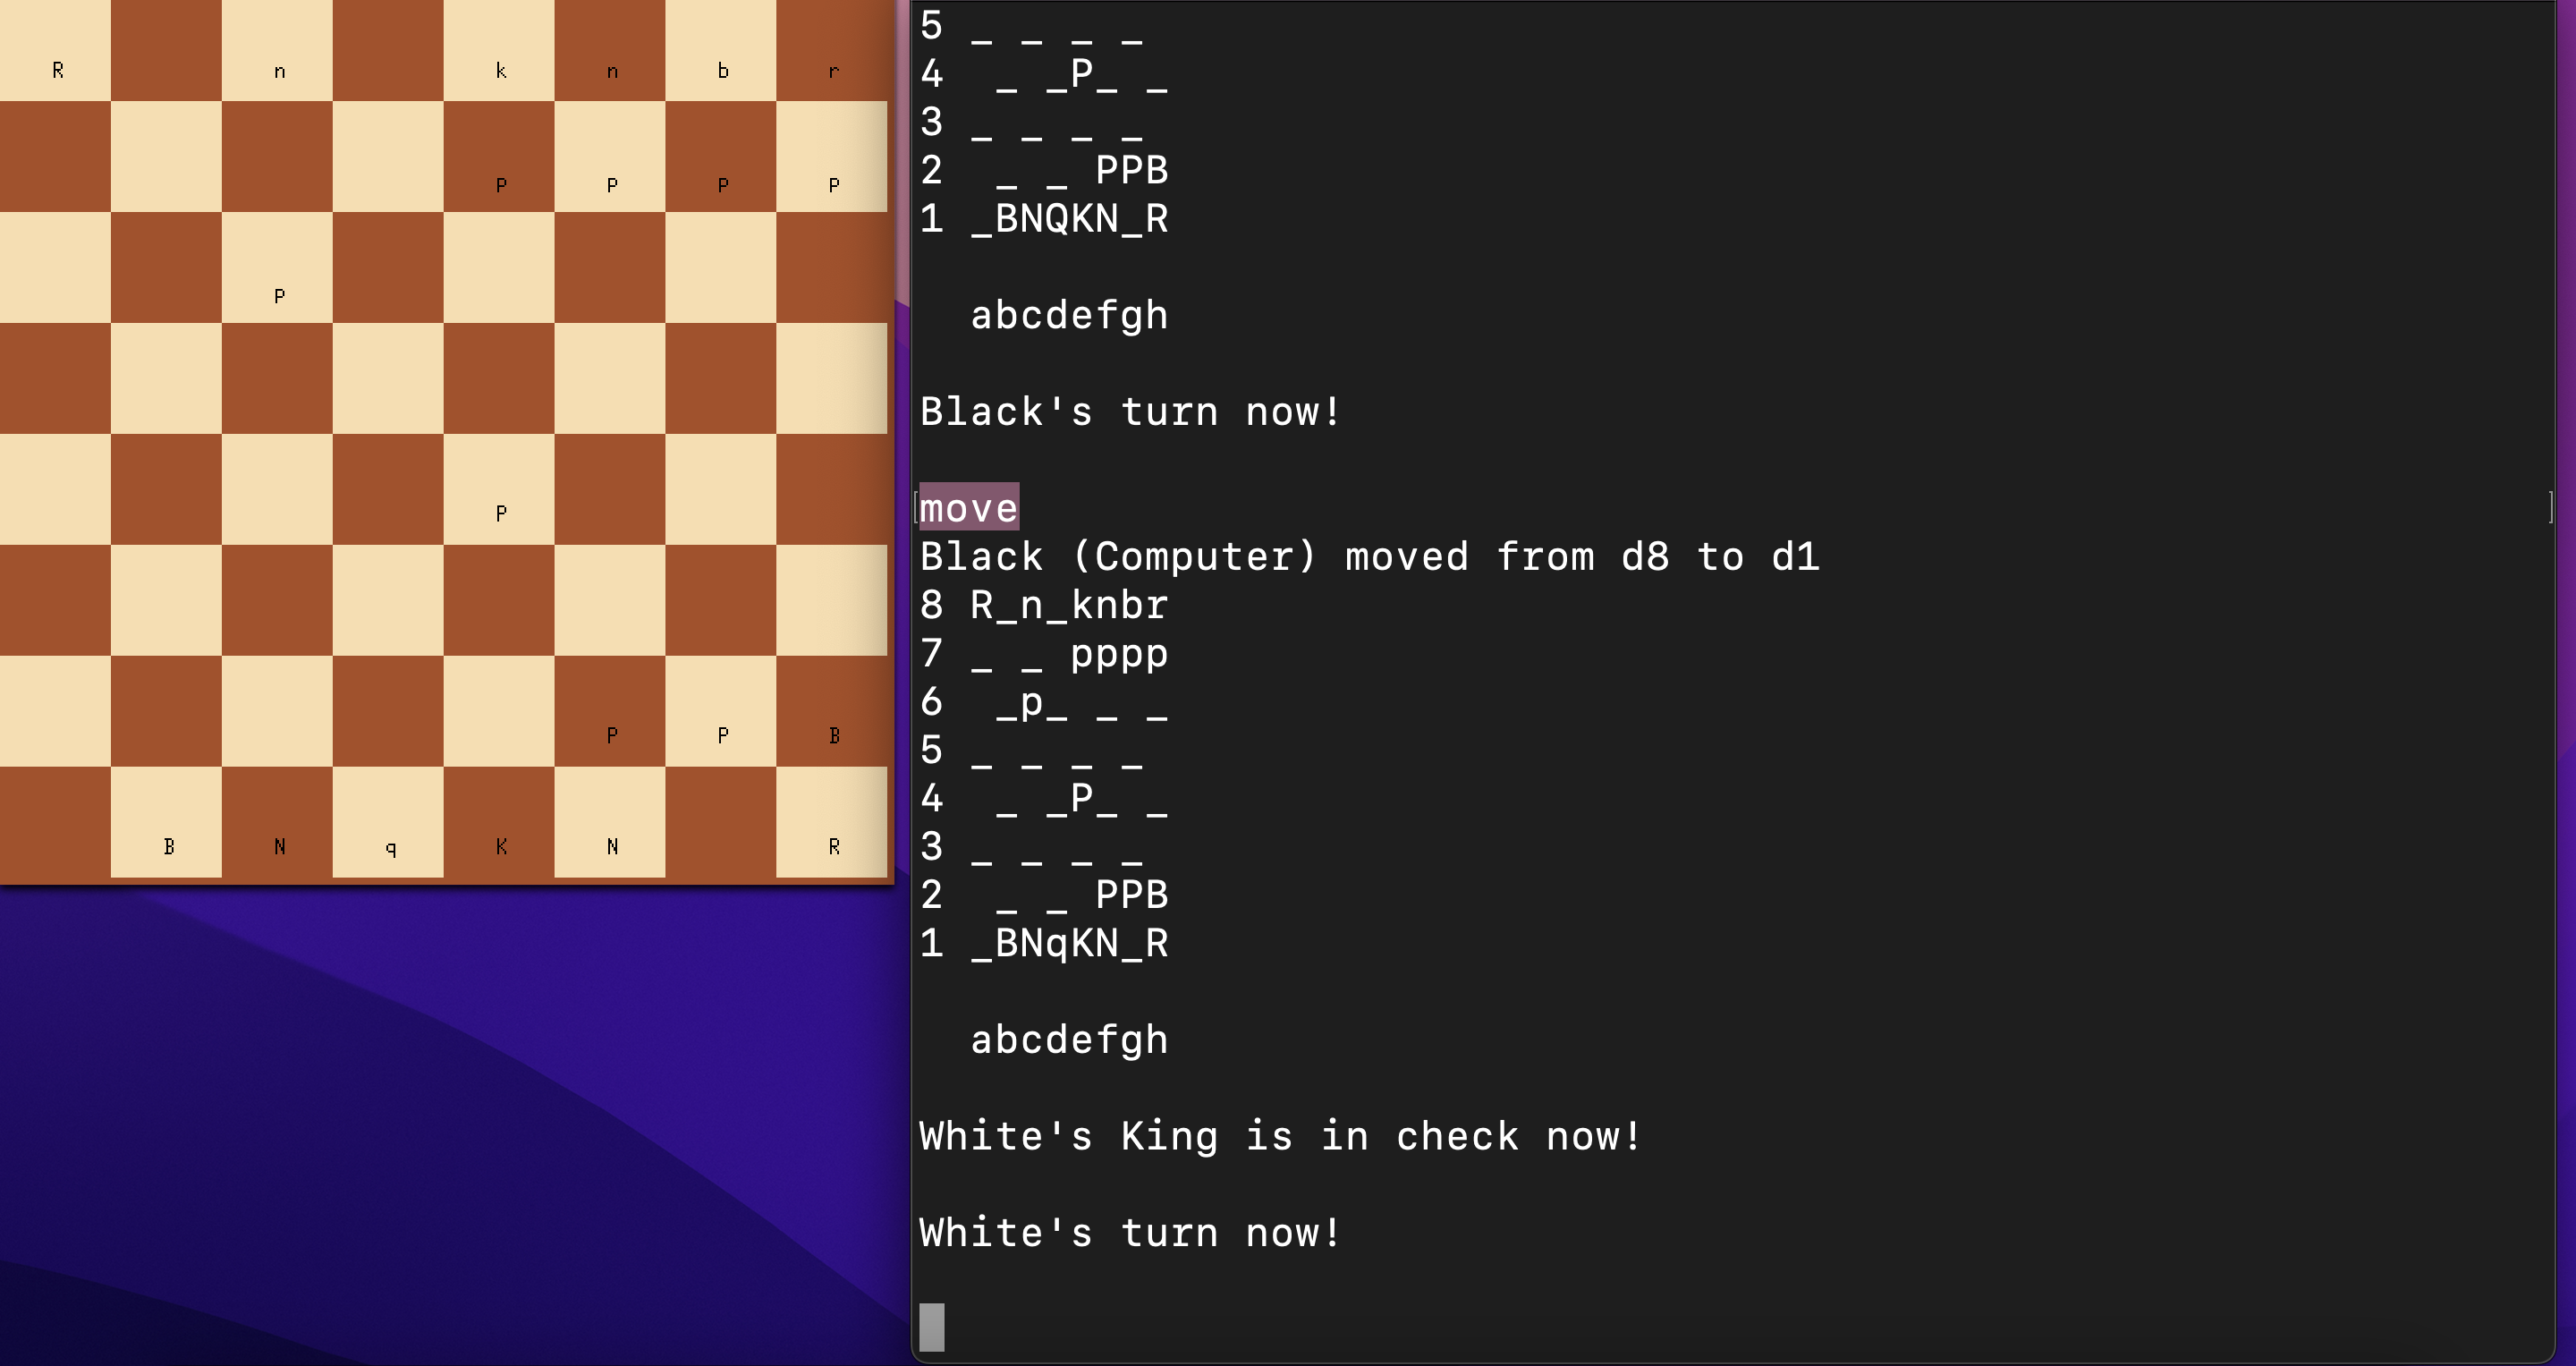 R n k n b r
P P P P
P
P
P P B
B N q K N R
5 _ _ _ _
4  _ _P_ _
3 _ _ _ _
2  _ _ PPB
1 _BNQKN_R
abcdefgh
Black's turn now!
[move ]
Black (Computer) moved from d8 to d1
8 R_n_knbr
7 _ _ pppp
6  _p_ _ _
5 _ _ _ _
4  _ _P_ _
3 _ _ _ _
2  _ _ PPB
1 _BNqKN_R
abcdefgh
White's King is in check now!
White's turn now!